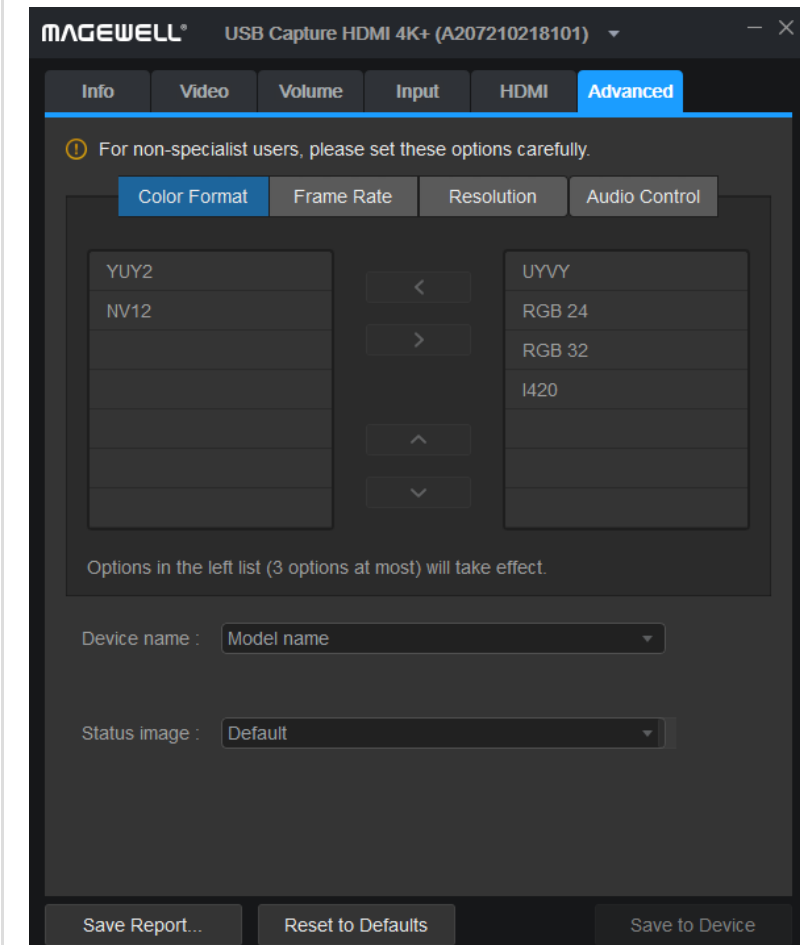 MAGEWELL® USB Capture HDMI 4K+ (A207210218101)
Info Video Volume Input HDMI Advanced
For non-specialist users, please set these options carefully.
Color Format Frame Rate Resolution Audio Control
YUY2 UYVY
NV12 RGB 24
RGB 32
I420
Options in the left list (3 options at most) will take effect.
Device name : Model name
Status image : Default
Save Report... Reset to Defaults Save to Device